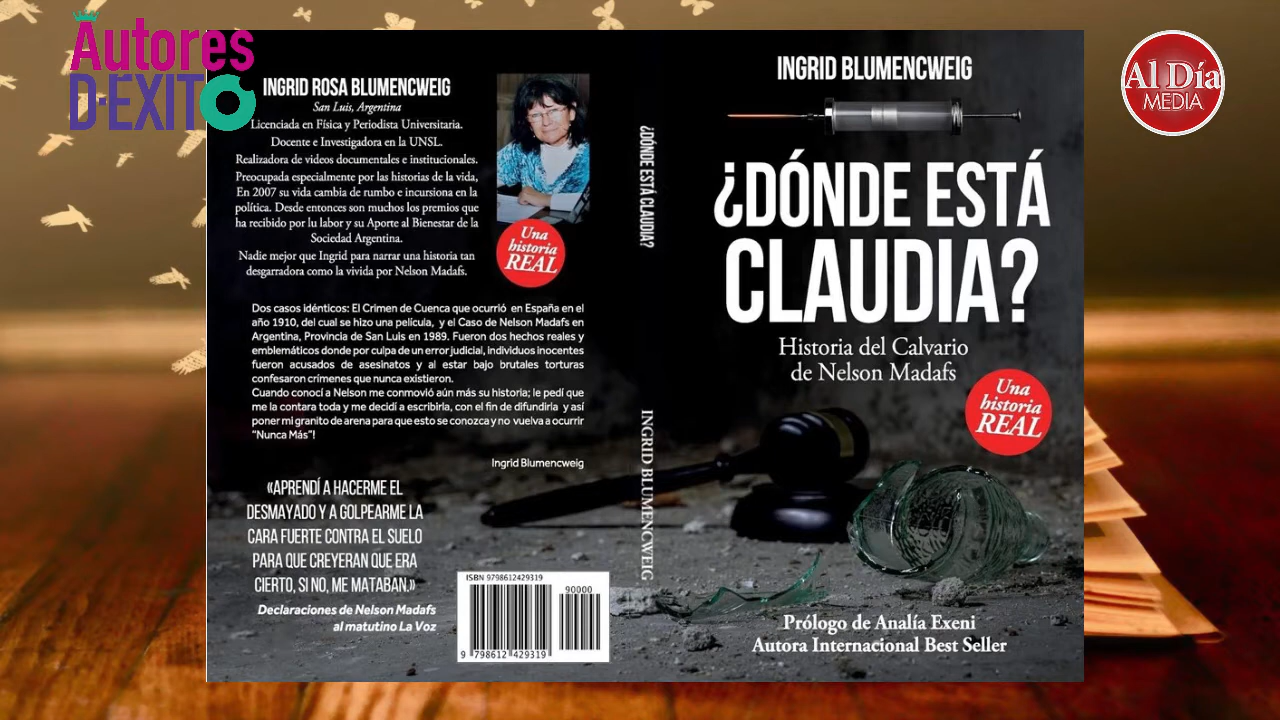 Autores
D-EXITO
Al Día
MEDIA
INGRID ROSA BLUMENCWEIG
San Luis, Argentina
Licenciada en Física y Periodista Universitaria.
Docente e Investigadora en la UNSL.
Realizadora de videos documentales e institucionales.
Preocupada especialmente por las historias de la vida,
En 2007 su vida cambia de rumbo e incursiona en la
política. Desde entonces son muchos los premios que
ha recibido por lu labor y su Aporte al Bienestar de la
Sociedad Argentina.
Nadie mejor que Ingrid para narrar una historia tan
desgarradora como la vivida por Nelson Madafs.
Una
historia
REAL
Dos casos idénticos: El Crimen de Cuenca que ocurrió en España en el
año 1910, del cual se hizo una película, y el Caso de Nelson Madafs en
Argentina, Provincia de San Luis en 1989. Fueron dos hechos reales y
emblemáticos donde por culpa de un error judicial, individuos inocentes
fueron acusados de asesinatos y al estar bajo brutales torturas
confesaron crímenes que nunca existieron.
Cuando conocí a Nelson me conmovió aún más su historia; le pedí que
me la contara toda y me decidí a escribirla, con el fin de difundirla y así
poner mi granito de arena para que esto se conozca y no vuelva a ocurrir
“Nunca Más”!
Ingrid Blumencweig
«APRENDÍ A HACERME EL
DESMAYADO Y A GOLPEARME LA
CARA FUERTE CONTRA EL SUELO
PARA QUE CREYERAN QUE ERA
CIERTO, SI NO, ME MATABAN.»
Declaraciones de Nelson Madafs
al matutino La Voz
ISBN 9798612429319
90000
9 798612 429319
¿DÓNDE ESTÁ CLAUDIA?
INGRID BLUMENCWEIG
INGRID BLUMENCWEIG
¿DÓNDE ESTÁ
CLAUDIA?
Historia del Calvario
de Nelson Madafs
Una
historia
REAL
Prólogo de Analía Exeni
Autora Internacional Best Seller